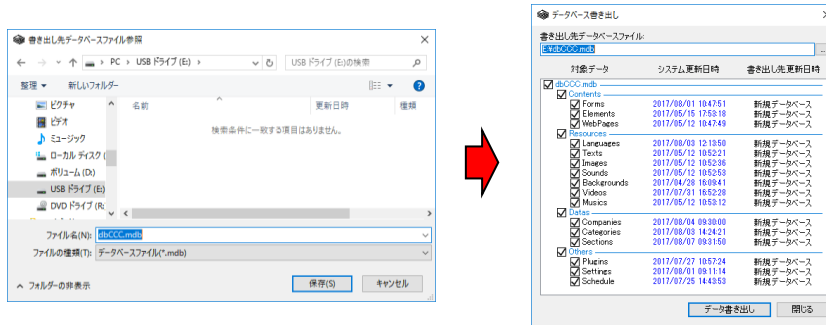 書き出し先データベースファイル参照
PC › USB ドライブ (E:) ›
USB ドライブ (E:)の検索
整理 新しいフォルダー
ピクチャ
ビデオ
ミュージック
ローカル ディスク (
ボリューム (D:)
USB ドライブ (E:)
DVD ドライブ (R:
名前 更新日時 種類
検索条件に一致する項目はありません。
ファイル名(N): dbCCC.mdb
ファイルの種類(T): データベースファイル(*.mdb)
フォルダーの非表示
保存(S) キャンセル
データベース書き出し
書き出し先データベースファイル:
E:¥dbCCC.mdb
...
対象データ システム更新日時 書き出し先更新日時
dbCCC.mdb
Contents
Forms 2017/08/01 10:47:51 新規データベース
Elements 2017/05/15 17:53:18 新規データベース
WebPages 2017/05/12 10:47:49 新規データベース
Resources
Languages 2017/08/03 12:13:50 新規データベース
Texts 2017/05/12 10:52:21 新規データベース
Images 2017/05/12 10:52:36 新規データベース
Sounds 2017/05/12 10:52:53 新規データベース
Backgrounds 2017/04/28 16:09:41 新規データベース
Videos 2017/07/31 16:52:28 新規データベース
Musics 2017/05/12 10:53:12 新規データベース
Datas
Companies 2017/08/04 09:30:00 新規データベース
Categories 2017/08/03 14:24:21 新規データベース
Sections 2017/08/07 09:31:50 新規データベース
Others
Plugins 2017/07/27 10:57:24 新規データベース
Settings 2017/08/01 09:11:14 新規データベース
Schedule 2017/07/25 14:43:53 新規データベース
データ書き出し 閉じる